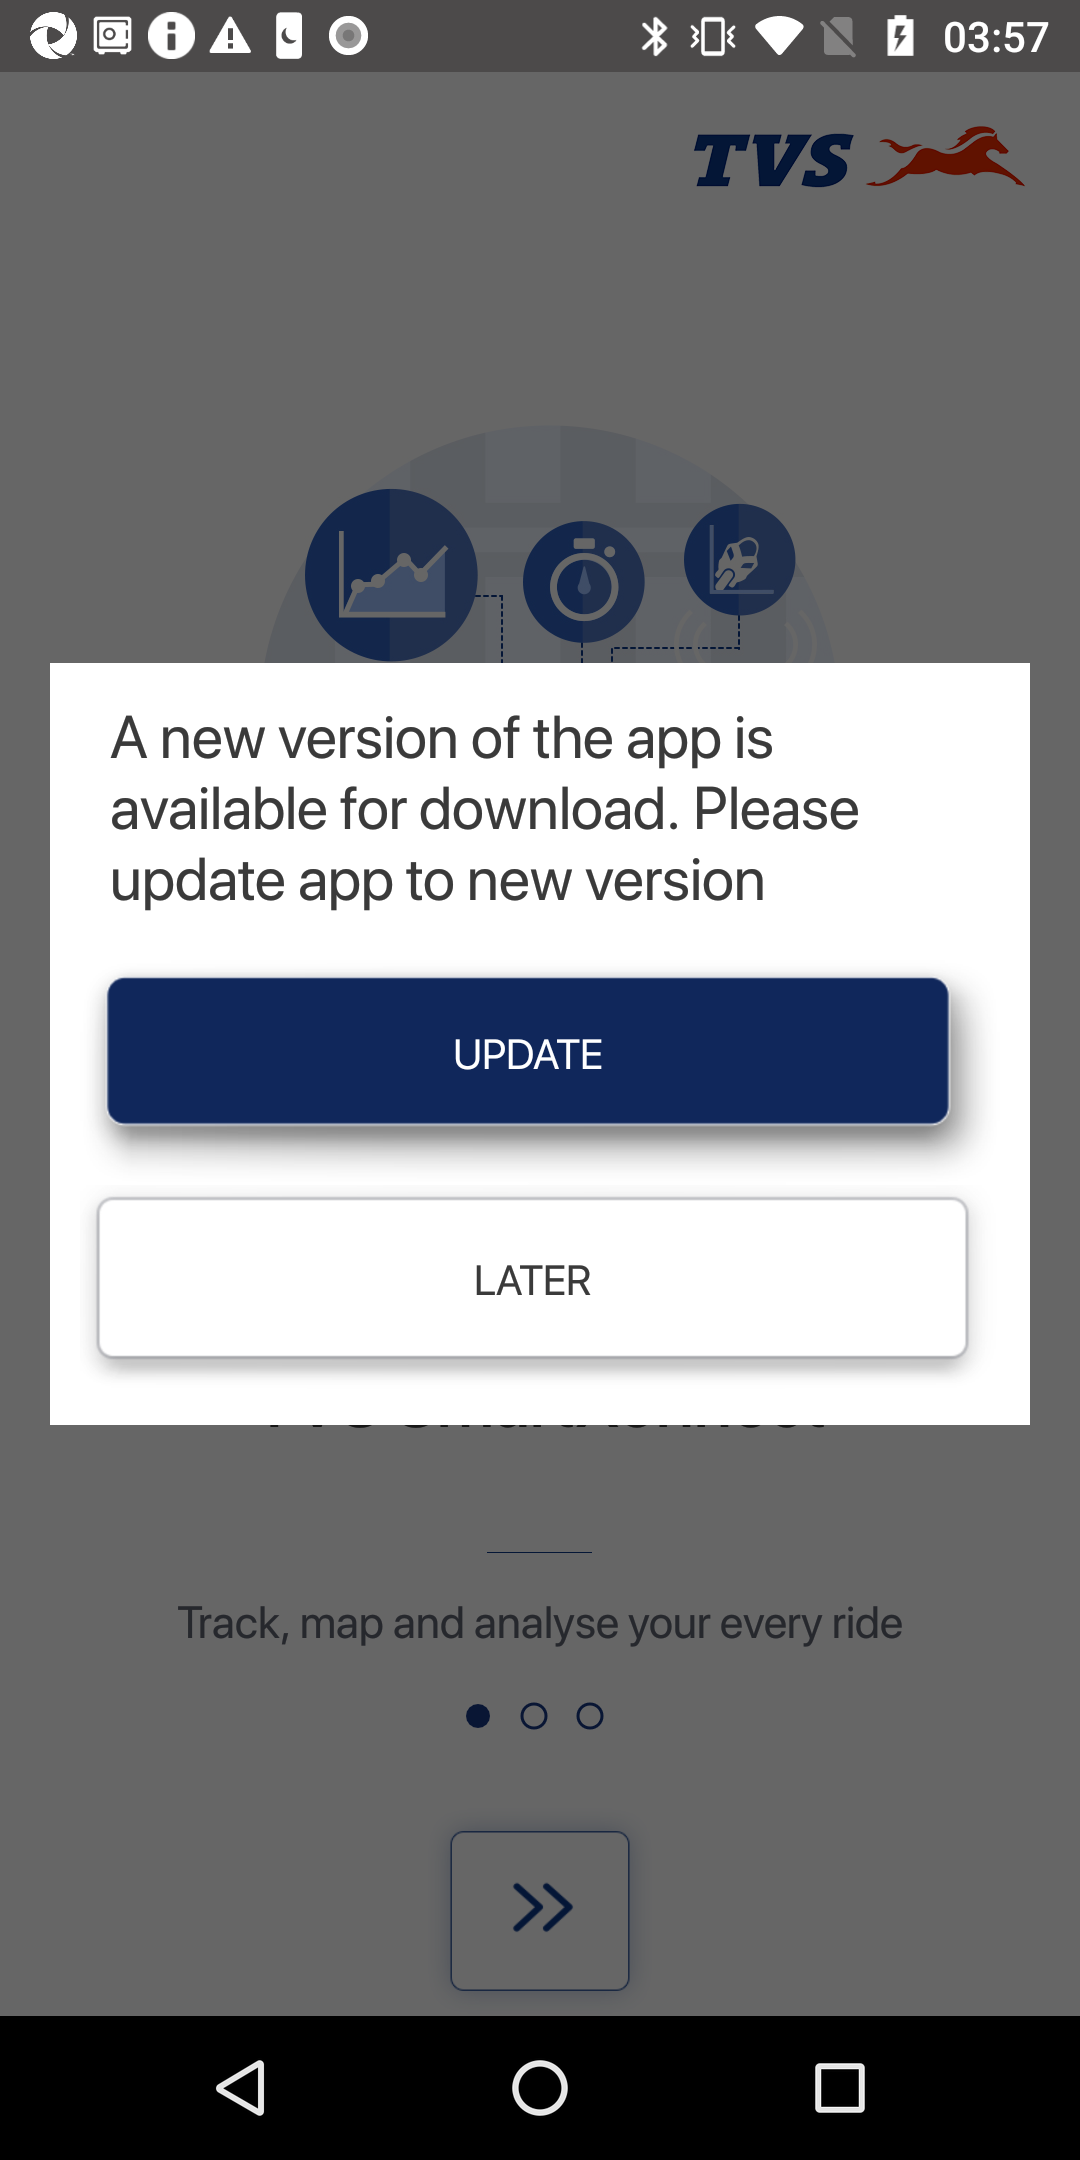 03:57
TVS
A new version of the app is
available for download. Please
update app to new version
UPDATE
LATER
Track, map and analyse your every ride